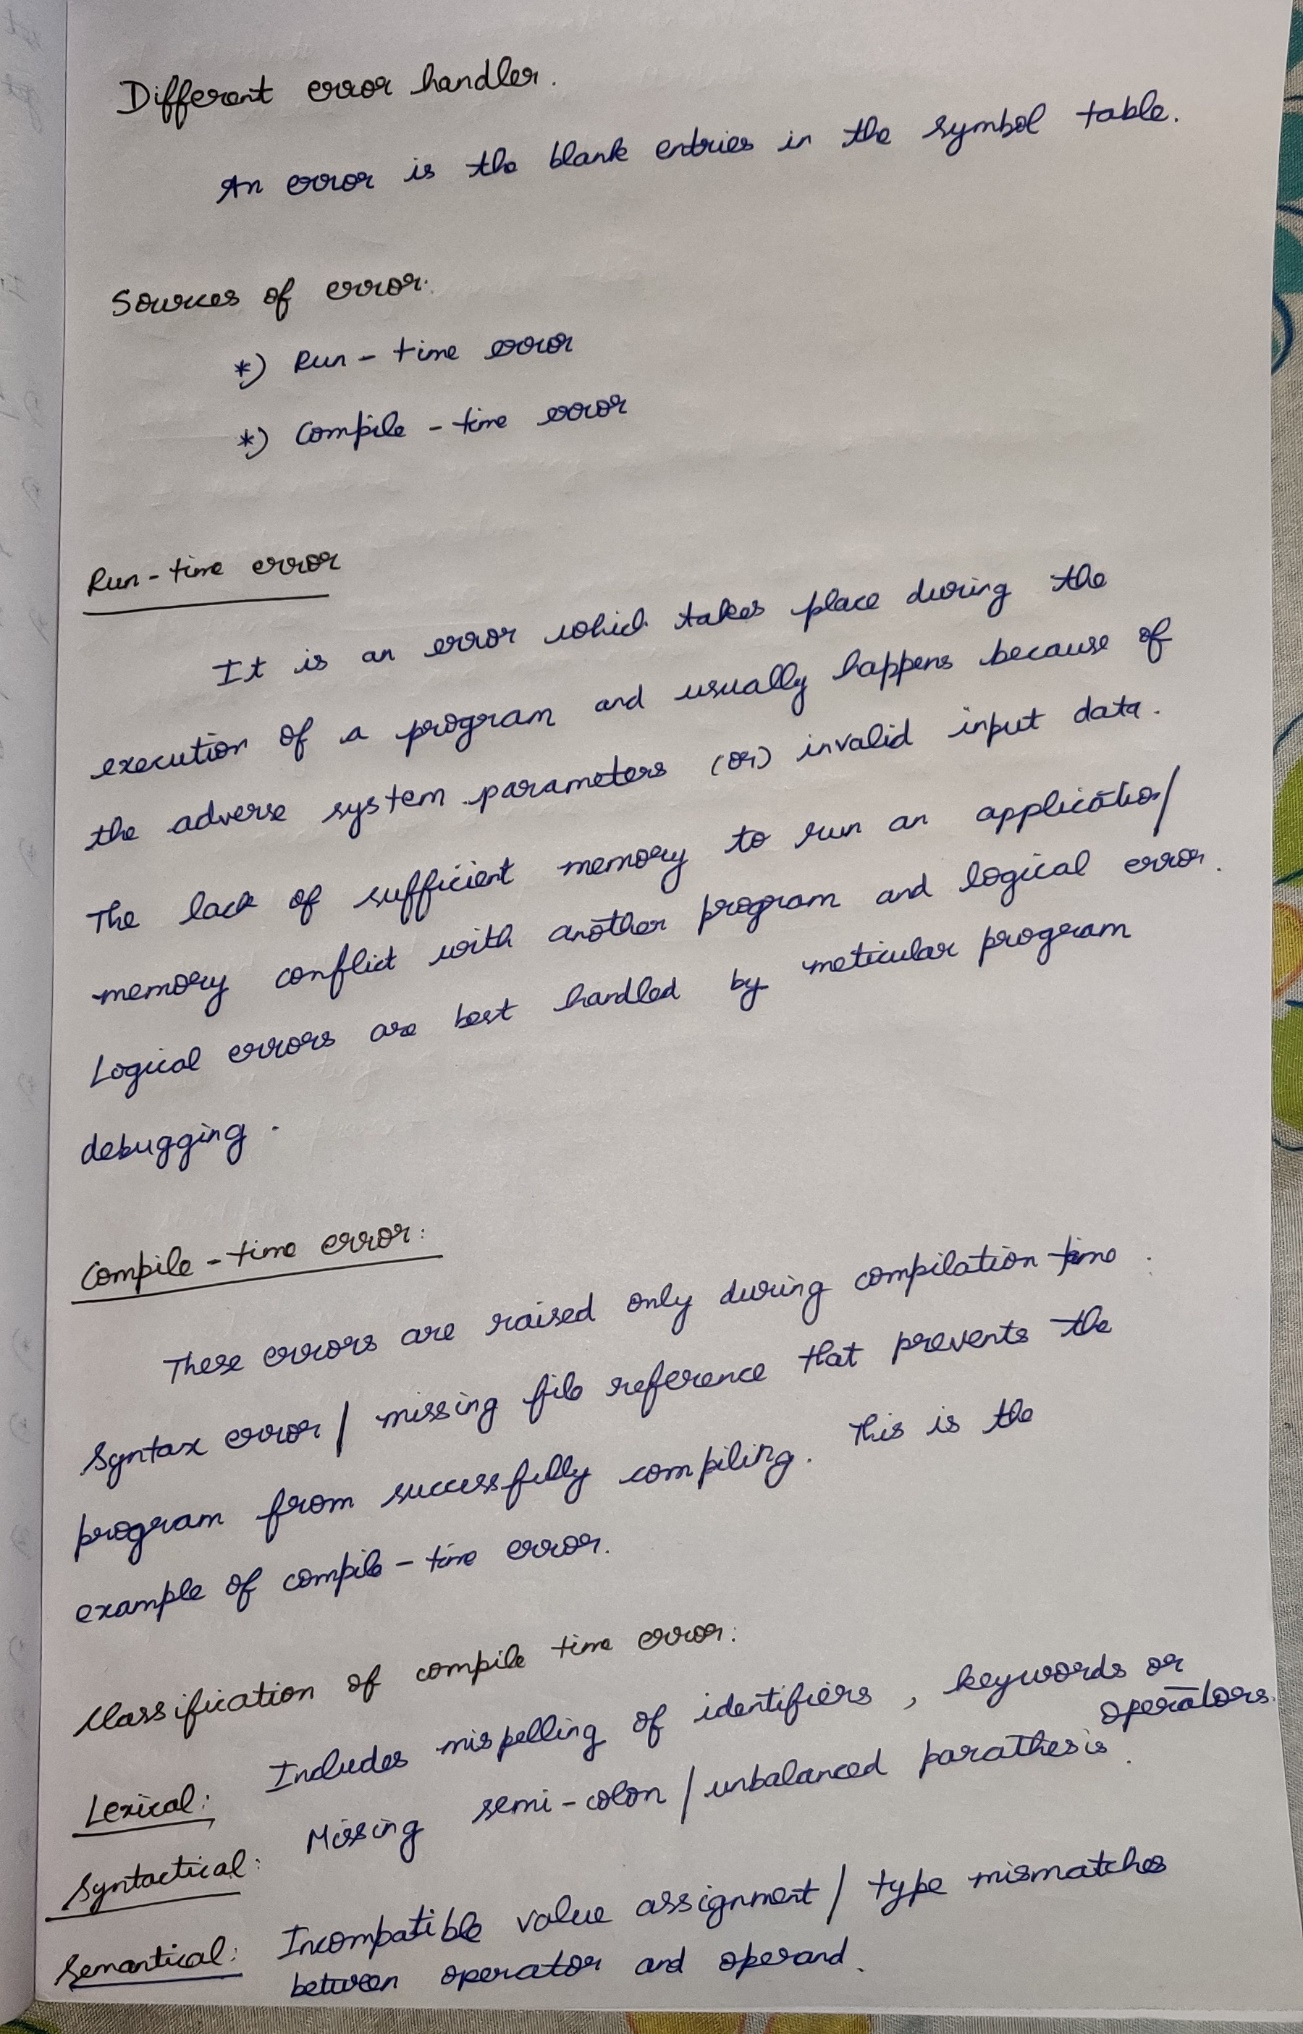 Different error handler.
An error is the blank entries in the symbol table.
Sources of error:
*) Run - time error
*) Compile - time error
Run - time error
It is an error which takes place during the
execution of a program and usually happens because of
the adverse system parameters (or) invalid input data.
The lack of sufficient memory to run an application/
memory conflict with another program and logical error.
Logical errors are best handled by meticular program
debugging.
Compile - time error:
These errors are raised only during compilation time.
Syntax error / missing file reference that prevents the
program from successfully compiling. This is the
example of compile - time error.
Classification of compile time error:
Lexical: Includes mispelling of identifiers, keywords or operators.
Syntactical: Missing semi-colon / unbalanced parathesis.
Semantical: Incompatible value assignment / type mismatches
between operator and operand.